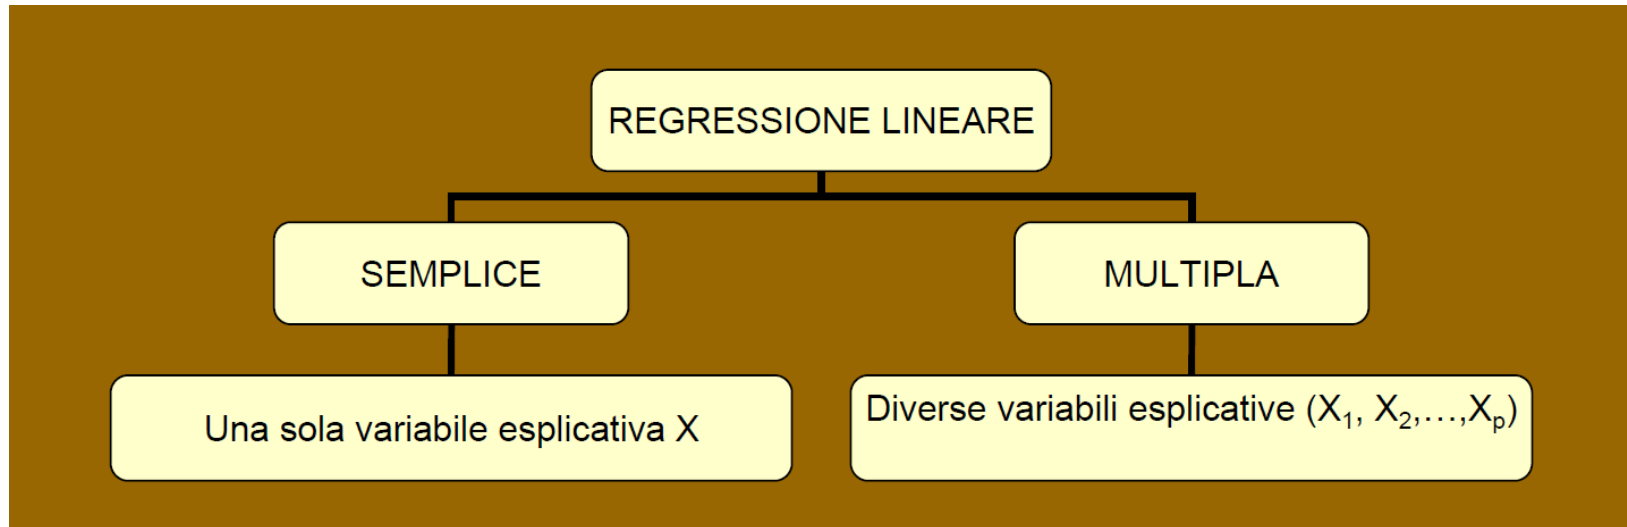 REGRESSIONE LINEARE
SEMPLICE
MULTIPLA
Una sola variabile esplicativa X
Diverse variabili esplicative (X₁, X₂,…,Xₚ)